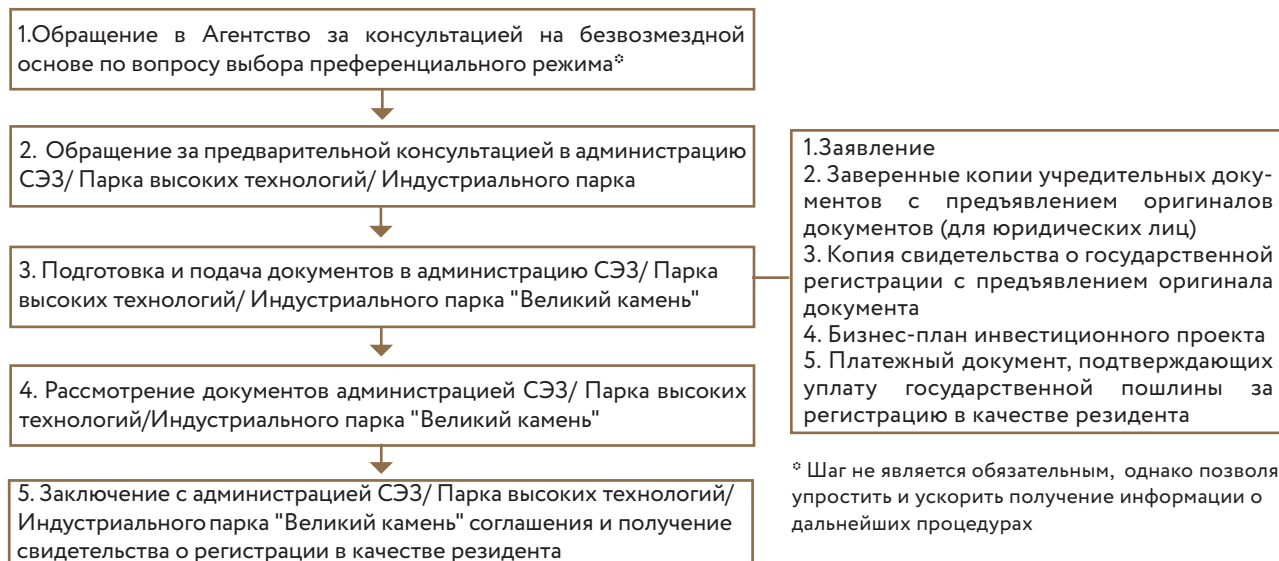 1.Обращение в Агентство за консультацией на безвозмездной
основе по вопросу выбора преференциального режима*
2. Обращение за предварительной консультацией в администрацию
СЭЗ/ Парка высоких технологий/ Индустриального парка
3. Подготовка и подача документов в администрацию СЭЗ/ Парка
высоких технологий/ Индустриального парка "Великий камень"
4. Рассмотрение документов администрацией СЭЗ/ Парка высоких
технологий/Индустриального парка "Великий камень"
5. Заключение с администрацией СЭЗ/ Парка высоких технологий/
Индустриального парка "Великий камень" соглашения и получение
свидетельства о регистрации в качестве резидента
1.Заявление
2. Заверенные копии учредительных доку-
ментов с предъявлением оригиналов
документов (для юридических лиц)
3. Копия свидетельства о государственной
регистрации с предъявлением оригинала
документа
4. Бизнес-план инвестиционного проекта
5. Платежный документ, подтверждающих
уплату государственной пошлины за
регистрацию в качестве резидента
* Шаг не является обязательным, однако позволя
упростить и ускорить получение информации о
дальнейших процедурах